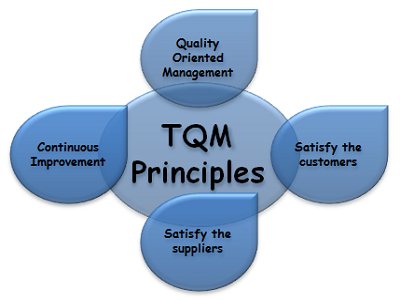 Quality
Oriented
Management
TQM
Principles
Continuous
Improvement
Satisfy the
customers
Satisfy the
suppliers